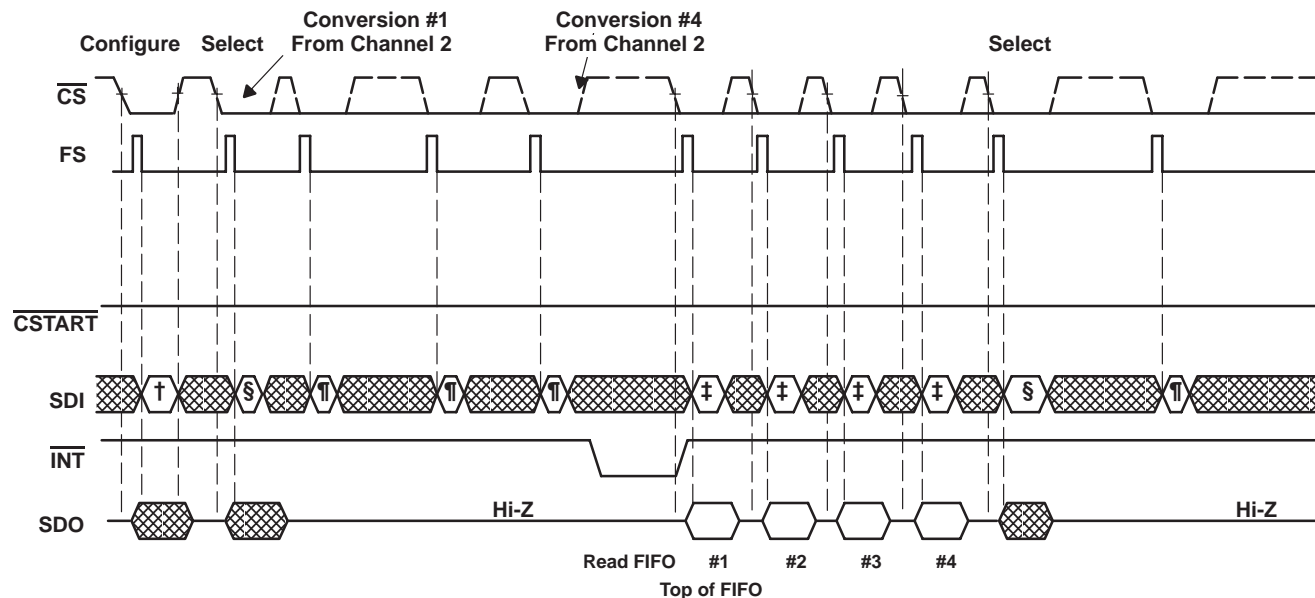 Conversion #1
From Channel 2
Conversion #4
From Channel 2
Configure
Select
Select
CS
FS
CSTART
SDI
†
§
¶
¶
¶
‡
‡
‡
‡
§
¶
INT
SDO
Hi-Z
Hi-Z
Read FIFO
#1
#2
#3
#4
Top of FIFO